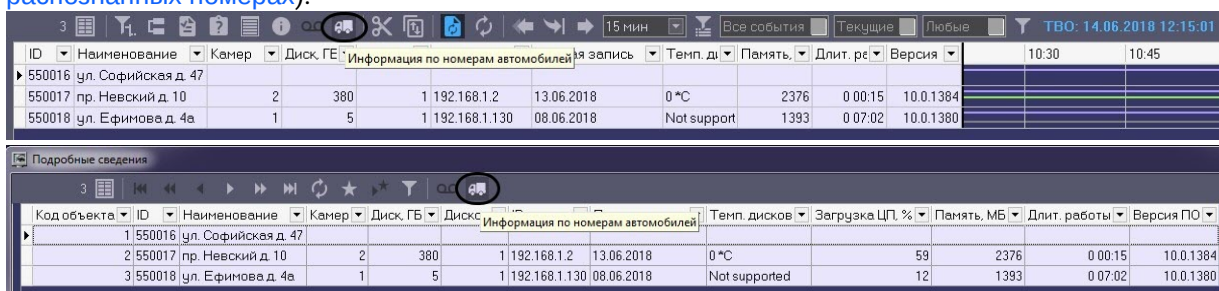 распознанных номерах).
3 15 мин Все события Текущие Любые ТВО: 14.06.2018 12:15:01
ID Наименование Камер Диск, ГБ я запись Темп. ди Память, Длит. ра Версия 10:30 10:45
Информация по номерам автомобилей
550016 ул. Софийская д. 47
550017 пр. Невский д. 10 2 380 1 192.168.1.2 13.06.2018 0 *C 2376 0 00:15 10.0.1384
550018 ул. Ефимова д. 4а 1 5 1 192.168.1.130 08.06.2018 Not support 1393 0 07:02 10.0.1380
Подробные сведения
3
Код объекта ID Наименование Камер Диск, ГБ Диско Темп. дисков Загрузка ЦП, % Память, МБ Длит. работы Версия ПО
Информация по номерам автомобилей
1 550016 ул. Софийская д. 47
2 550017 пр. Невский д. 10 2 380 1 192.168.1.2 13.06.2018 0 *C 59 2376 0 00:15 10.0.1384
3 550018 ул. Ефимова д. 4а 1 5 1 192.168.1.130 08.06.2018 Not supported 12 1393 0 07:02 10.0.1380